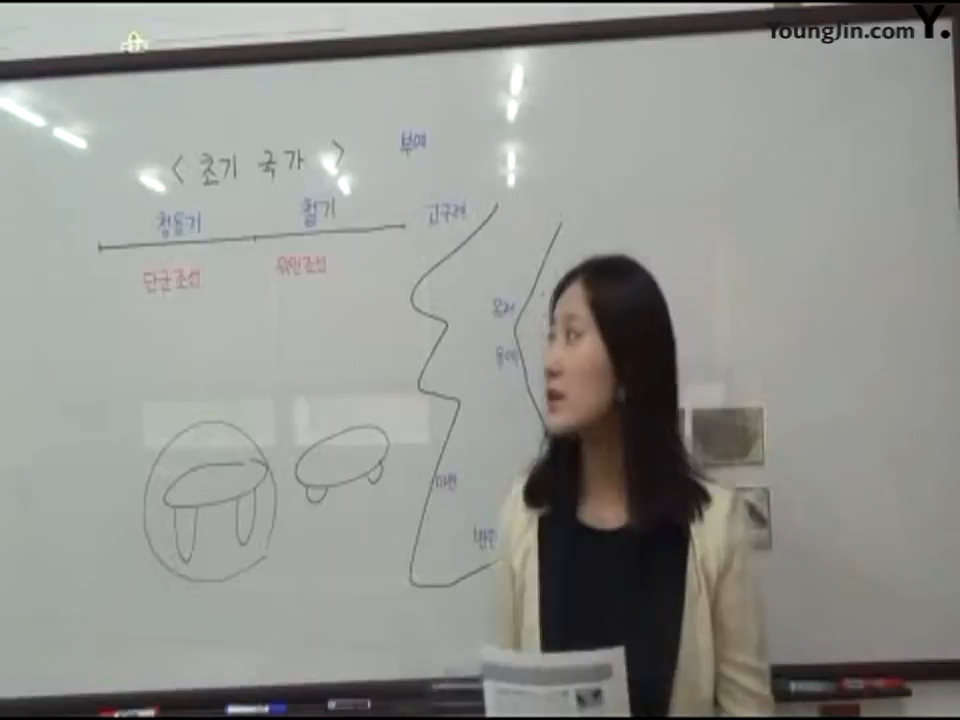 YoungJin.com Y.
< 초기 국가 >
부여
청동기 철기
고구려
단군조선 위만조선
옥저
동예
마한
변한